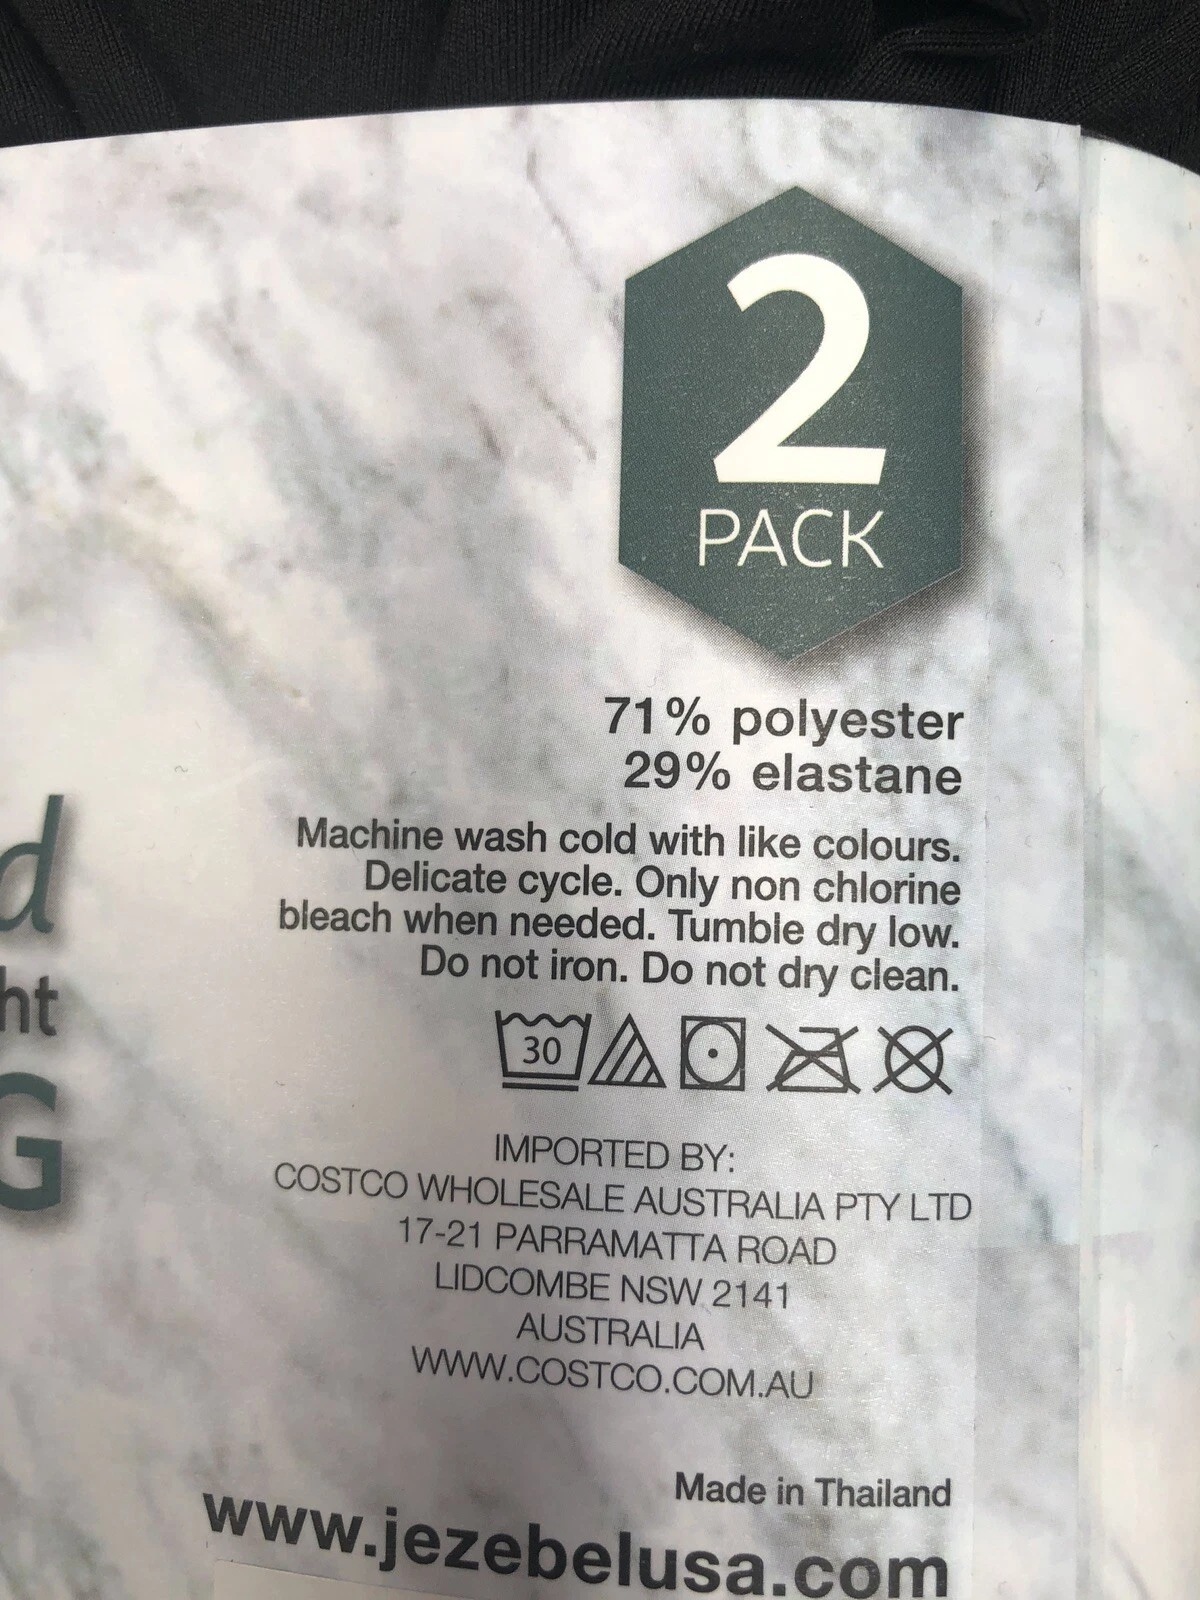 2
PACK
71% polyester
29% elastane
Machine wash cold with like colours.
Delicate cycle. Only non chlorine
bleach when needed. Tumble dry low.
Do not iron. Do not dry clean.
30
d
ht
G
IMPORTED BY:
COSTCO WHOLESALE AUSTRALIA PTY LTD
17-21 PARRAMATTA ROAD
LIDCOMBE NSW 2141
AUSTRALIA
WWW.COSTCO.COM.AU
Made in Thailand
www.jezebelusa.com